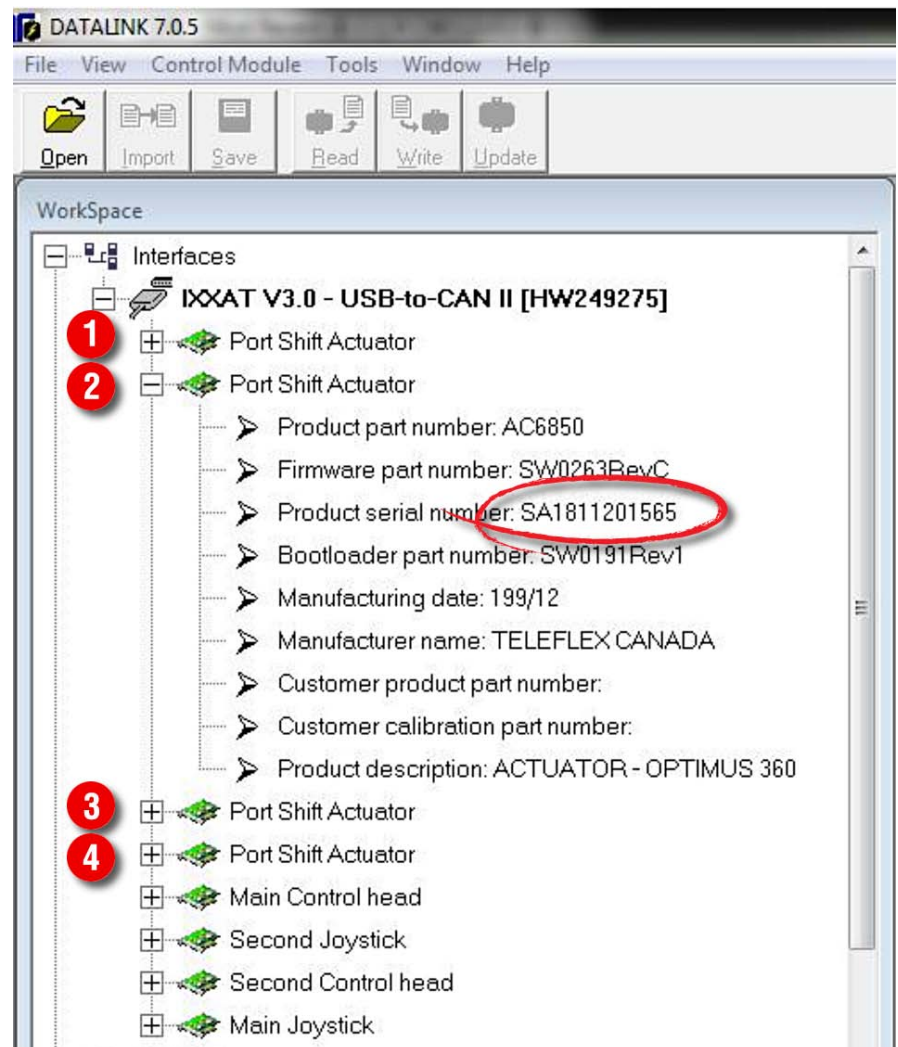 DATALINK 7.0.5
File View Control Module Tools Window Help
Open Import Save Read Write Update
WorkSpace
Interfaces
IXXAT V3.0 - USB-to-CAN II [HW249275]
1 Port Shift Actuator
2 Port Shift Actuator
Product part number: AC6850
Firmware part number: SW0263RevC
Product serial number: SA1811201565
Bootloader part number: SW0191Rev1
Manufacturing date: 199/12
Manufacturer name: TELEFLEX CANADA
Customer product part number:
Customer calibration part number:
Product description: ACTUATOR - OPTIMUS 360
3 Port Shift Actuator
4 Port Shift Actuator
Main Control head
Second Joystick
Second Control head
Main Joystick